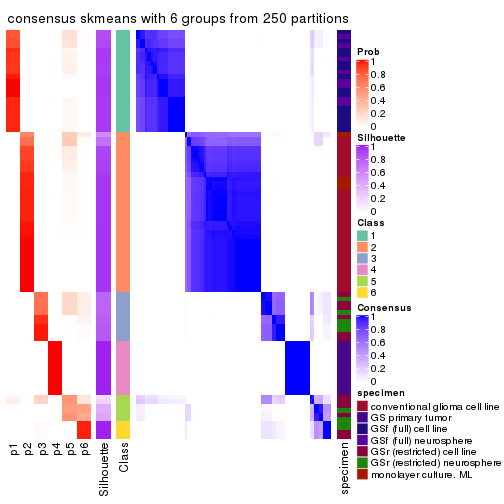 consensus skmeans with 6 groups from 250 partitions
Prob
1
0.8
0.6
0.4
0.2
0
Silhouette
1
0.8
0.6
0.4
0.2
0
Class
1
2
3
4
5
6
Consensus
1
0.8
0.6
0.4
0.2
0
specimen
conventional glioma cell line
GS primary tumor
GSf (full) cell line
GSf (full) neurosphere
GSr (restricted) cell line
GSr (restricted) neurosphere
monolayer culture. ML
p1
p2
p3
p4
p5
p6
Silhouette
Class
specimen